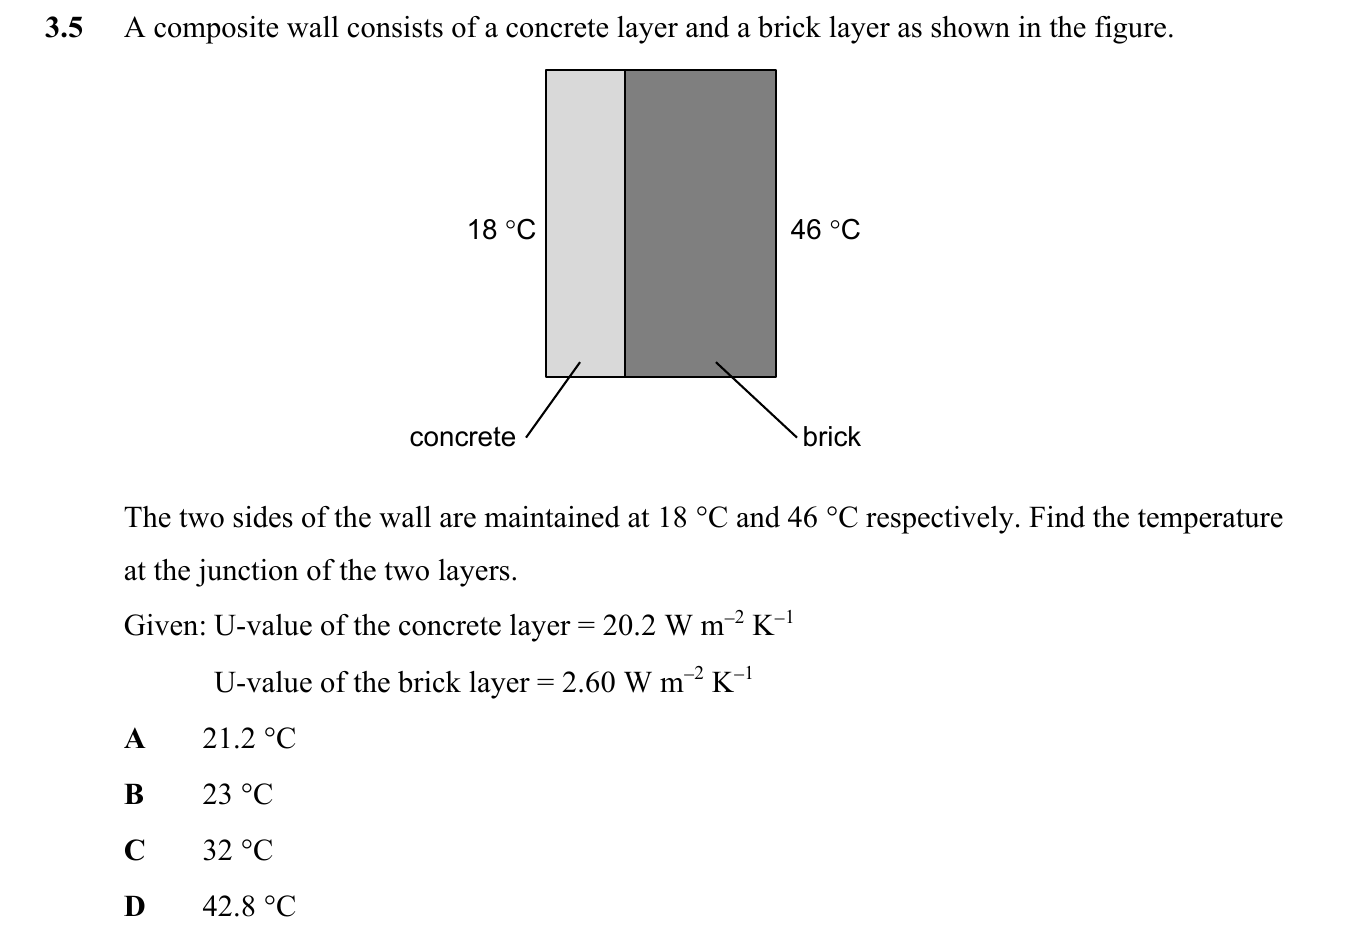 3.5 A composite wall consists of a concrete layer and a brick layer as shown in the figure.
18 °C
46 °C
concrete
brick
The two sides of the wall are maintained at 18 °C and 46 °C respectively. Find the temperature
at the junction of the two layers.
Given: U-value of the concrete layer = 20.2 W m⁻² K⁻¹
U-value of the brick layer = 2.60 W m⁻² K⁻¹
A 21.2 °C
B 23 °C
C 32 °C
D 42.8 °C